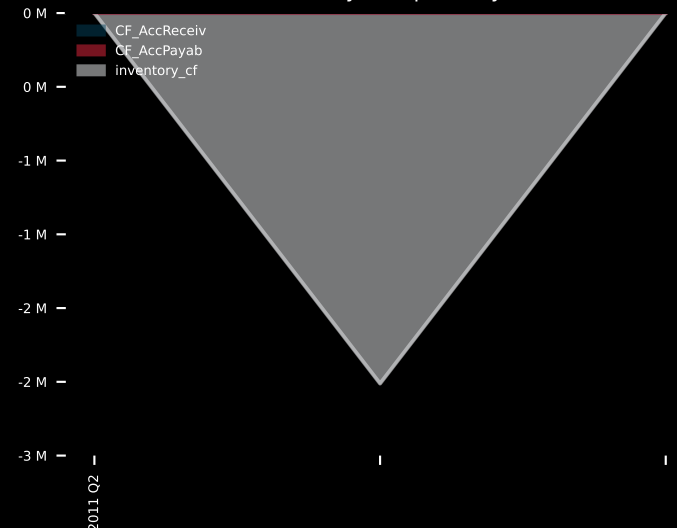 0 M
CF_AccReceiv
CF_AccPayab
inventory_cf
0 M
-1 M
-1 M
-2 M
-2 M
-3 M
2011 Q2